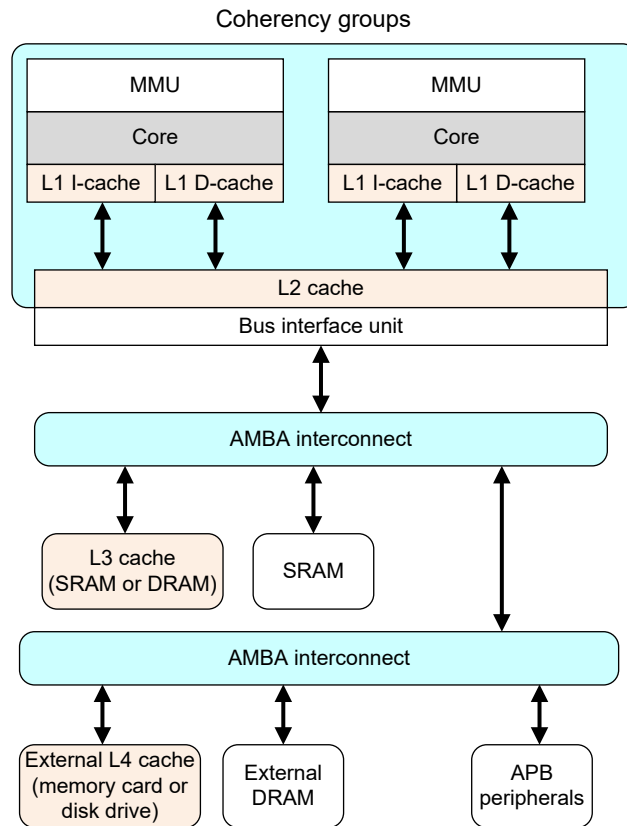 Coherency groups
MMU
MMU
Core
Core
L1 I-cache
L1 D-cache
L1 I-cache
L1 D-cache
L2 cache
Bus interface unit
AMBA interconnect
L3 cache
(SRAM or DRAM)
SRAM
AMBA interconnect
External L4 cache
(memory card or
disk drive)
External
DRAM
APB
peripherals